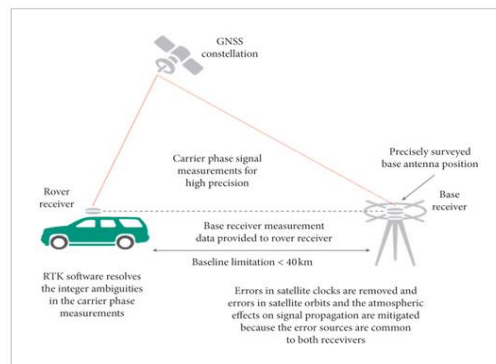 GNSS
constellation
Carrier phase signal
measurements for
high precision
Precisely surveyed
base antenna position
Rover
receiver
Base
receiver
Base receiver measurement
data provided to rover receiver
Baseline limitation < 40 km
RTK software resolves
the integer ambiguities
in the carrier phase
measurements
Errors in satellite clocks are removed and
errors in satellite orbits and the atmospheric
effects on signal propagation are mitigated
because the error sources are common
to both recevivers